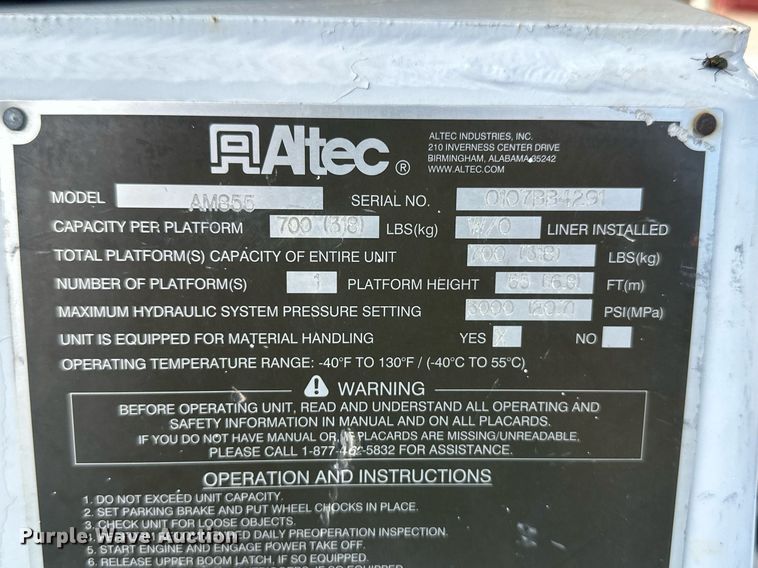 Altec ®
ALTEC INDUSTRIES, INC.
210 INVERNESS CENTER DRIVE
BIRMINGHAM, ALABAMA 35242
WWW.ALTEC.COM
MODEL AM855 SERIAL NO. 0107BB4291
CAPACITY PER PLATFORM 700 (318) LBS(kg) W/O LINER INSTALLED
TOTAL PLATFORM(S) CAPACITY OF ENTIRE UNIT 700 (318) LBS(kg)
NUMBER OF PLATFORM(S) 1 PLATFORM HEIGHT FT(m)
MAXIMUM HYDRAULIC SYSTEM PRESSURE SETTING 3000 (20.7) PSI(MPa)
UNIT IS EQUIPPED FOR MATERIAL HANDLING YES X NO
OPERATING TEMPERATURE RANGE: -40°F TO 130°F / (-40°C TO 55°C)
WARNING
BEFORE OPERATING UNIT, READ AND UNDERSTAND ALL OPERATING AND
SAFETY INFORMATION IN MANUAL AND ON ALL PLACARDS.
IF YOU DO NOT HAVE MANUAL OR, IF PLACARDS ARE MISSING/UNREADABLE,
PLEASE CALL 1-877-462-5832 FOR ASSISTANCE.
OPERATION AND INSTRUCTIONS
1. DO NOT EXCEED UNIT CAPACITY.
2. SET PARKING BRAKE AND PUT WHEEL CHOCKS IN PLACE.
3. CHECK UNIT FOR LOOSE OBJECTS.
DAILY PREOPERATION INSPECTION.
5. START ENGINE AND ENGAGE POWER TAKE OFF.
6. RELEASE UPPER BOOM LATCH, IF SO EQUIPPED.
Purple Wave Auction